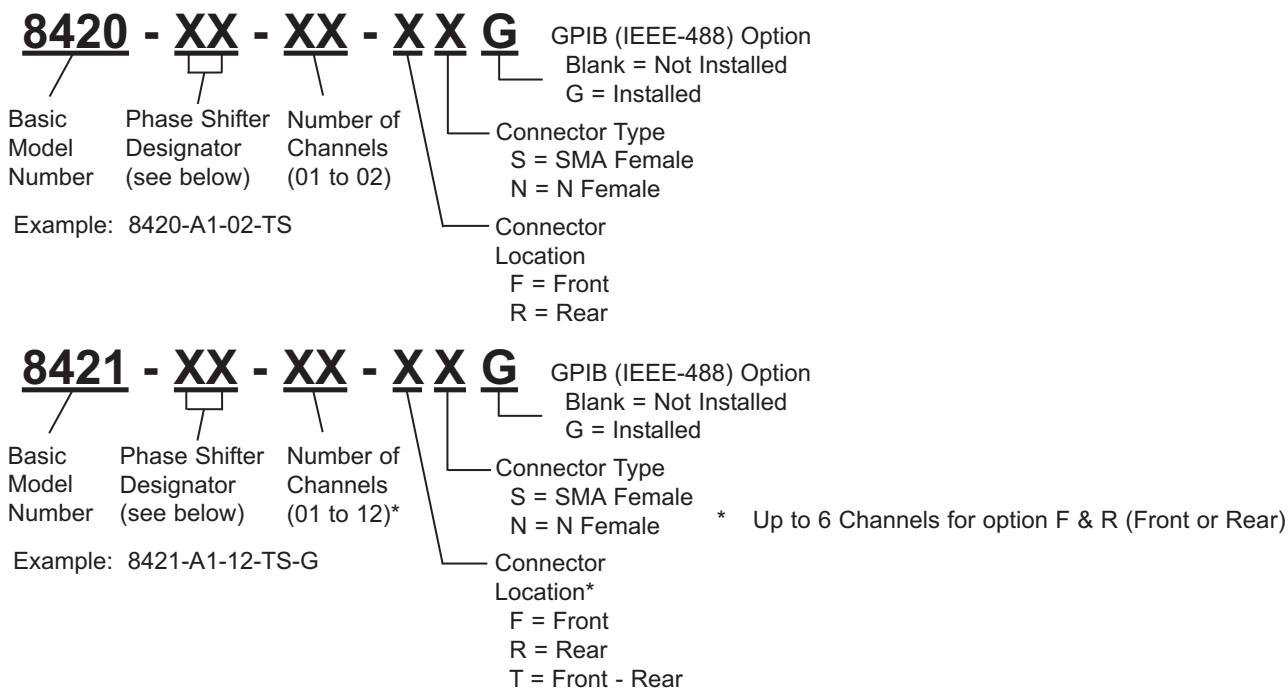 8420 - XX - XX - X X G
GPIB (IEEE-488) Option
Blank = Not Installed
G = Installed
Basic
Model
Number
Phase Shifter
Designator
(see below)
Number of
Channels
(01 to 02)
Connector Type
S = SMA Female
N = N Female
Example: 8420-A1-02-TS
Connector
Location
F = Front
R = Rear
8421 - XX - XX - X X G
GPIB (IEEE-488) Option
Blank = Not Installed
G = Installed
Basic
Model
Number
Phase Shifter
Designator
(see below)
Number of
Channels
(01 to 12)*
Connector Type
S = SMA Female
N = N Female
* Up to 6 Channels for option F & R (Front or Rear)
Example: 8421-A1-12-TS-G
Connector
Location*
F = Front
R = Rear
T = Front - Rear